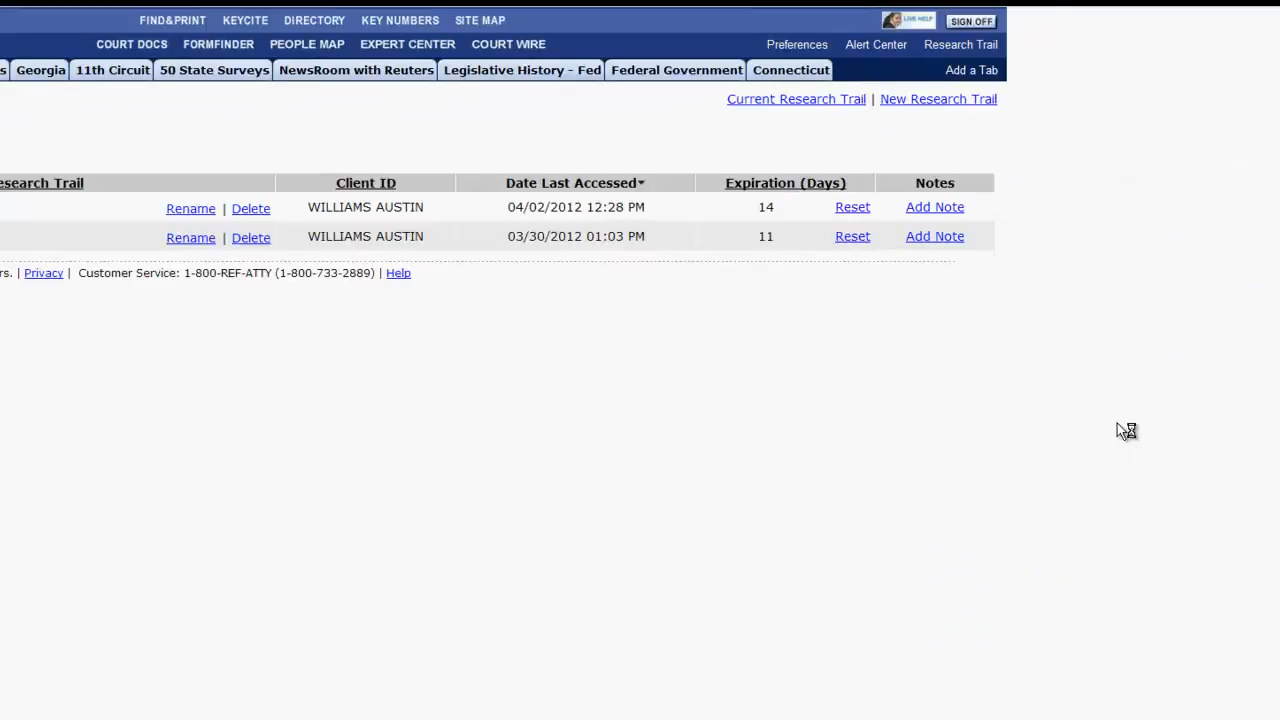 FIND&PRINT KEYCITE DIRECTORY KEY NUMBERS SITE MAP LIVE HELP SIGN OFF
COURT DOCS FORMFINDER PEOPLE MAP EXPERT CENTER COURT WIRE Preferences Alert Center Research Trail
s Georgia 11th Circuit 50 State Surveys NewsRoom with Reuters Legislative History - Fed Federal Government Connecticut Add a Tab
Current Research Trail | New Research Trail
esearch Trail Client ID Date Last Accessed Expiration (Days) Notes
Rename | Delete WILLIAMS AUSTIN 04/02/2012 12:28 PM 14 Reset Add Note
Rename | Delete WILLIAMS AUSTIN 03/30/2012 01:03 PM 11 Reset Add Note
rs. | Privacy | Customer Service: 1-800-REF-ATTY (1-800-733-2889) | Help